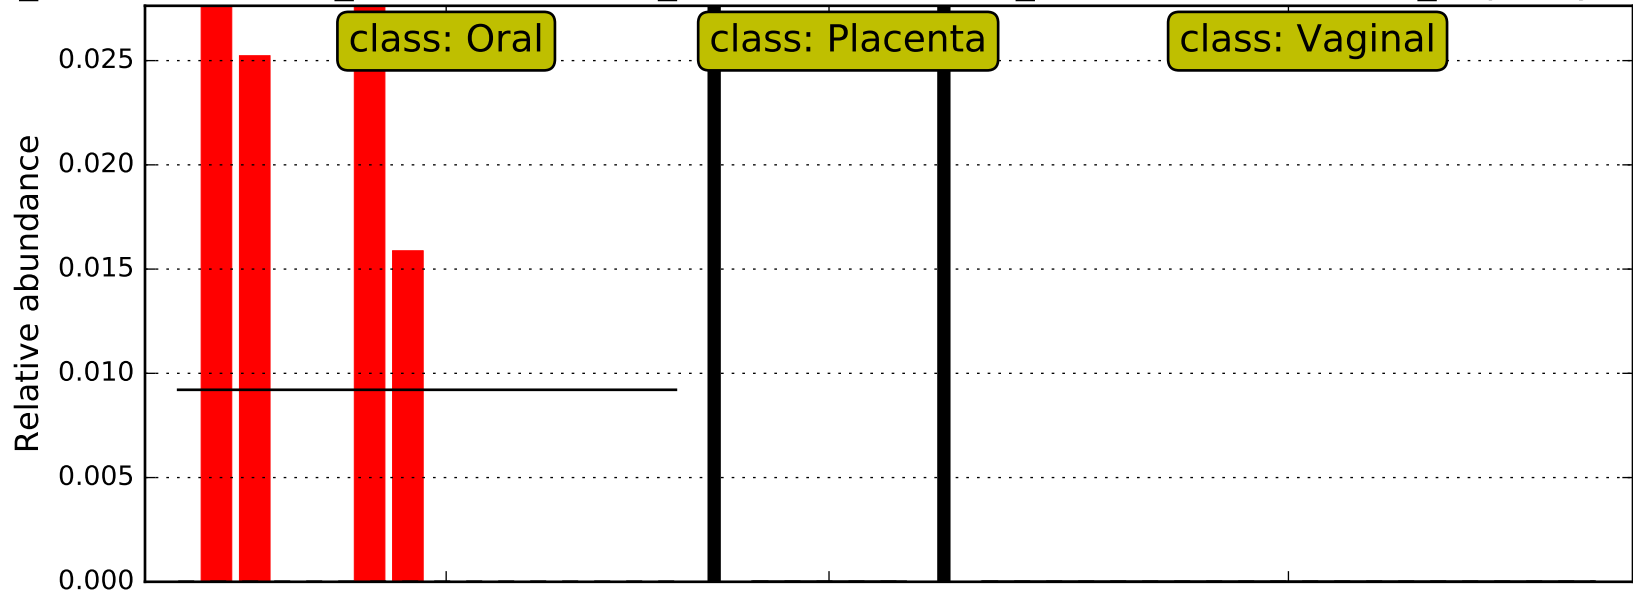 class: Oral
class: Placenta
class: Vaginal
Relative abundance
0.025
0.020
0.015
0.010
0.005
0.000